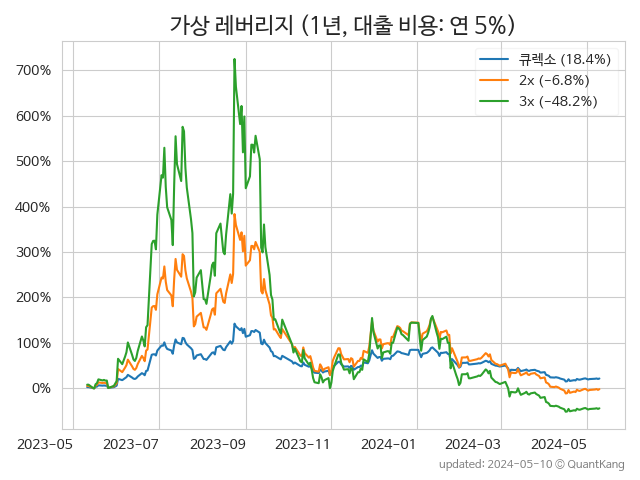 가상 레버리지 (1년, 대출 비용: 연 5%)
큐렉소 (18.4%)
2x (-6.8%)
3x (-48.2%)
700%
600%
500%
400%
300%
200%
100%
0%
2023-05 2023-07 2023-09 2023-11 2024-01 2024-03 2024-05
updated: 2024-05-10 © QuantKang